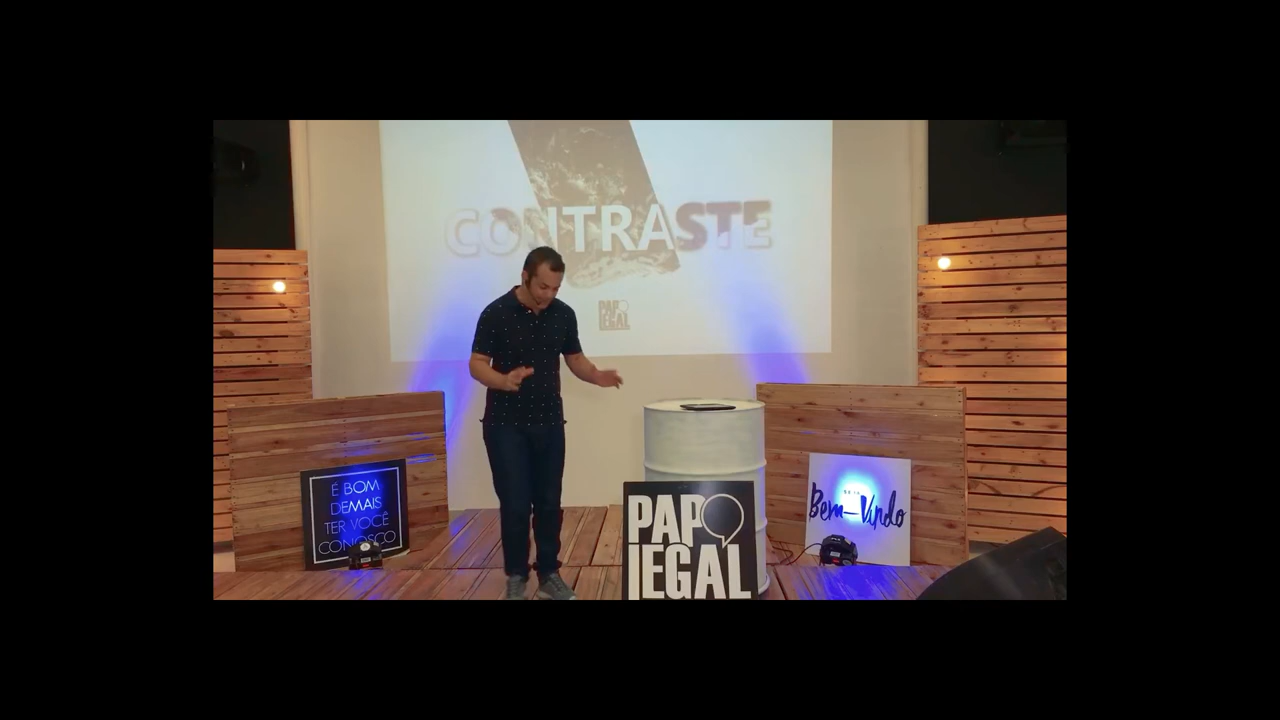 CONTRASTE
PAPO
LEGAL
É BOM
DEMAIS
TER VOCÊ
CONOSCO
PAPO
LEGAL
Bem-Vindo